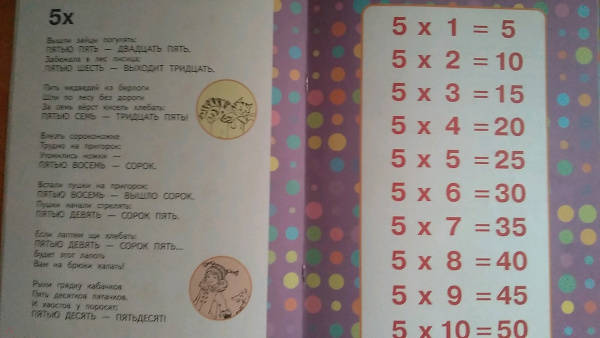 5x
Вышли зайцы погулять:
ПЯТЬЮ ПЯТЬ — ДВАДЦАТЬ ПЯТЬ.
Забежала в лес лисица:
ПЯТЬЮ ШЕСТЬ — ВЫХОДИТ ТРИДЦАТЬ.
Пять медведей из берлоги
Шли по лесу без дороги
За семь вёрст кисель хлебать:
ПЯТЬЮ СЕМЬ — ТРИДЦАТЬ ПЯТЬ!
Влезть сороконожке
Трудно на пригорок:
Утомились ножки —
ПЯТЬЮ ВОСЕМЬ — СОРОК.
Встали пушки на пригорок:
ПЯТЬЮ ВОСЕМЬ — ВЫШЛО СОРОК.
Пушки начали стрелять:
ПЯТЬЮ ДЕВЯТЬ — СОРОК ПЯТЬ.
Если лаптем щи хлебать:
ПЯТЬЮ ДЕВЯТЬ — СОРОК ПЯТЬ...
Будет этот лапоть
Вам на брюки капать!
Рыли грядку кабачков
Пять десятков пятачков.
И хвостов у поросят:
ПЯТЬЮ ДЕСЯТЬ — ПЯТЬДЕСЯТ!
5 x 1 = 5
5 x 2 = 10
5 x 3 = 15
5 x 4 = 20
5 x 5 = 25
5 x 6 = 30
5 x 7 = 35
5 x 8 = 40
5 x 9 = 45
5 x 10 = 50